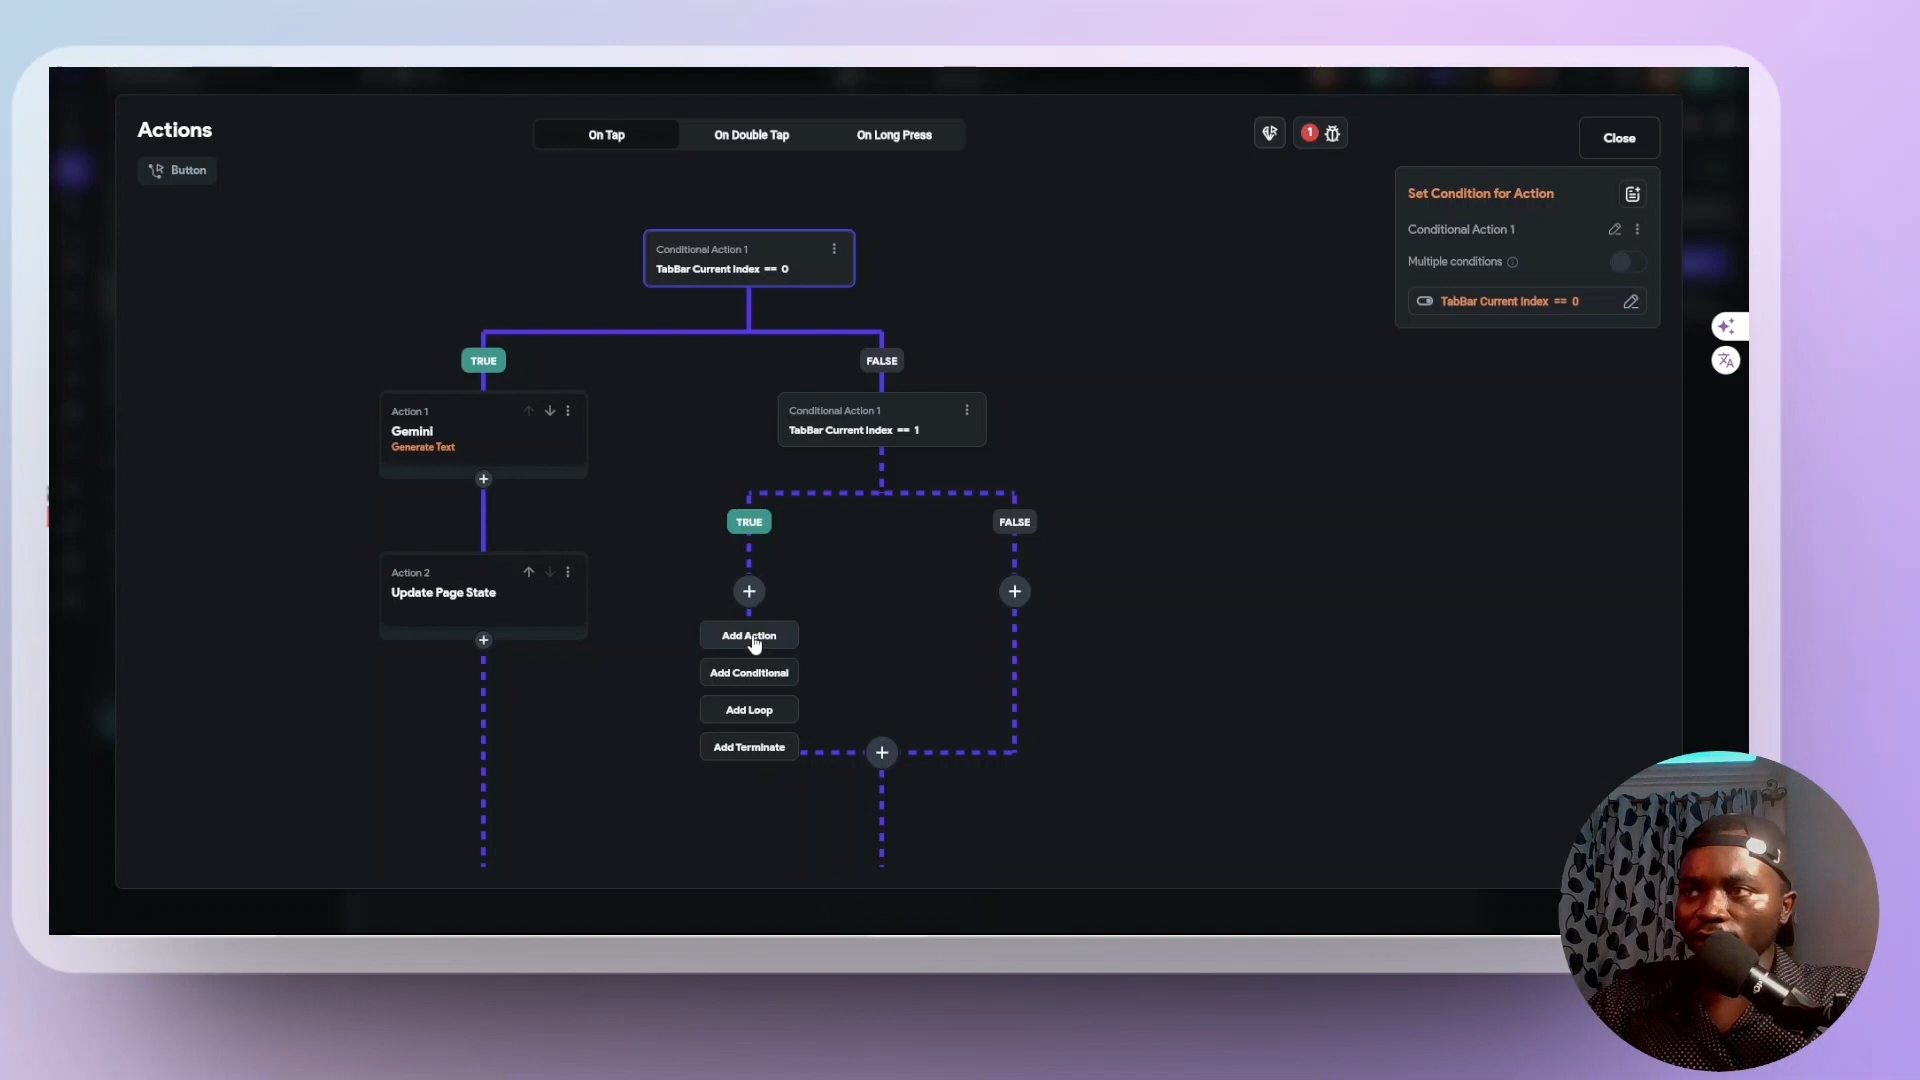 Actions
On Tap
On Double Tap
On Long Press
1
Close
Button
Set Condition for Action
Conditional Action 1
Multiple conditions
TabBar Current Index == 0
Conditional Action 1
TabBar Current Index == 0
TRUE
FALSE
Action 1
Gemini
Generate Text
Conditional Action 1
TabBar Current Index == 1
TRUE
FALSE
Action 2
Update Page State
Add Action
Add Conditional
Add Loop
Add Terminate